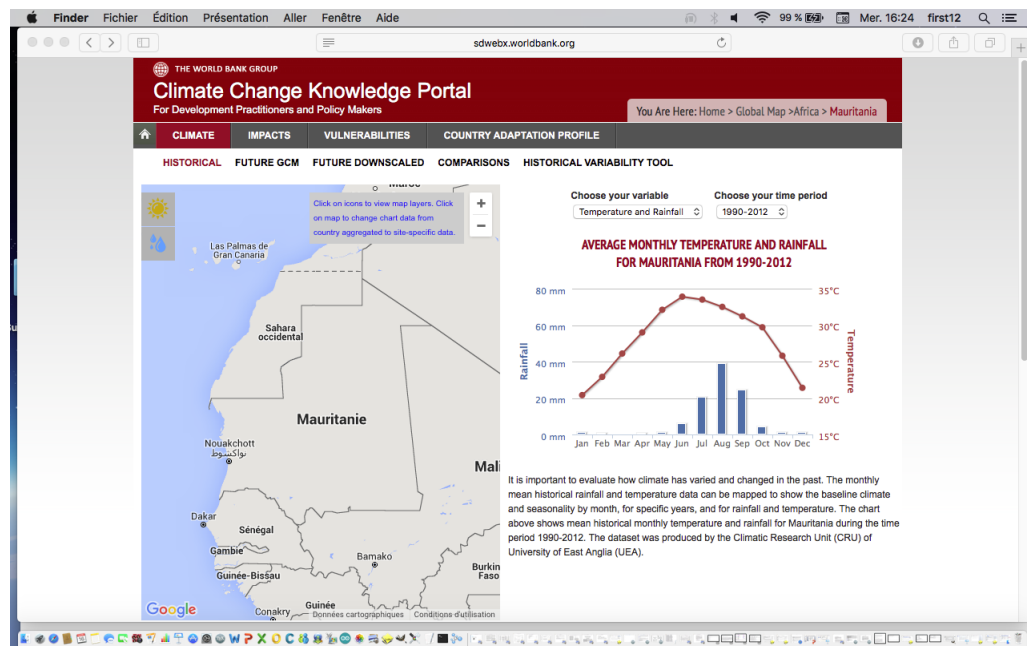 Finder Fichier Édition Présentation Aller Fenêtre Aide 99 % Mer. 16:24 first12
sdwebx.worldbank.org
THE WORLD BANK GROUP
Climate Change Knowledge Portal
For Development Practitioners and Policy Makers
You Are Here: Home > Global Map >Africa > Mauritania
CLIMATE IMPACTS VULNERABILITIES COUNTRY ADAPTATION PROFILE
HISTORICAL FUTURE GCM FUTURE DOWNSCALED COMPARISONS HISTORICAL VARIABILITY TOOL
Maroc
Click on icons to view map layers. Click
on map to change chart data from
country aggregated to site-specific data.
+
−
Las Palmas de
Gran Canaria
Sahara
occidental
Mauritanie
Nouakchott
نواكشوط
Mali
Dakar
Sénégal
Gambie
Bamako
Guinée-Bissau
Burkin
Faso
Guinée
Conakry
Google
Données cartographiques Conditions d'utilisation
Choose your variable Choose your time period
Temperature and Rainfall 1990-2012
AVERAGE MONTHLY TEMPERATURE AND RAINFALL
FOR MAURITANIA FROM 1990-2012
80 mm 35°C
60 mm 30°C
40 mm 25°C
20 mm 20°C
0 mm 15°C
Rainfall
Temperature
Jan Feb Mar Apr May Jun Jul Aug Sep Oct Nov Dec
It is important to evaluate how climate has varied and changed in the past. The monthly
mean historical rainfall and temperature data can be mapped to show the baseline climate
and seasonality by month, for specific years, and for rainfall and temperature. The chart
above shows mean historical monthly temperature and rainfall for Mauritania during the time
period 1990-2012. The dataset was produced by the Climatic Research Unit (CRU) of
University of East Anglia (UEA).